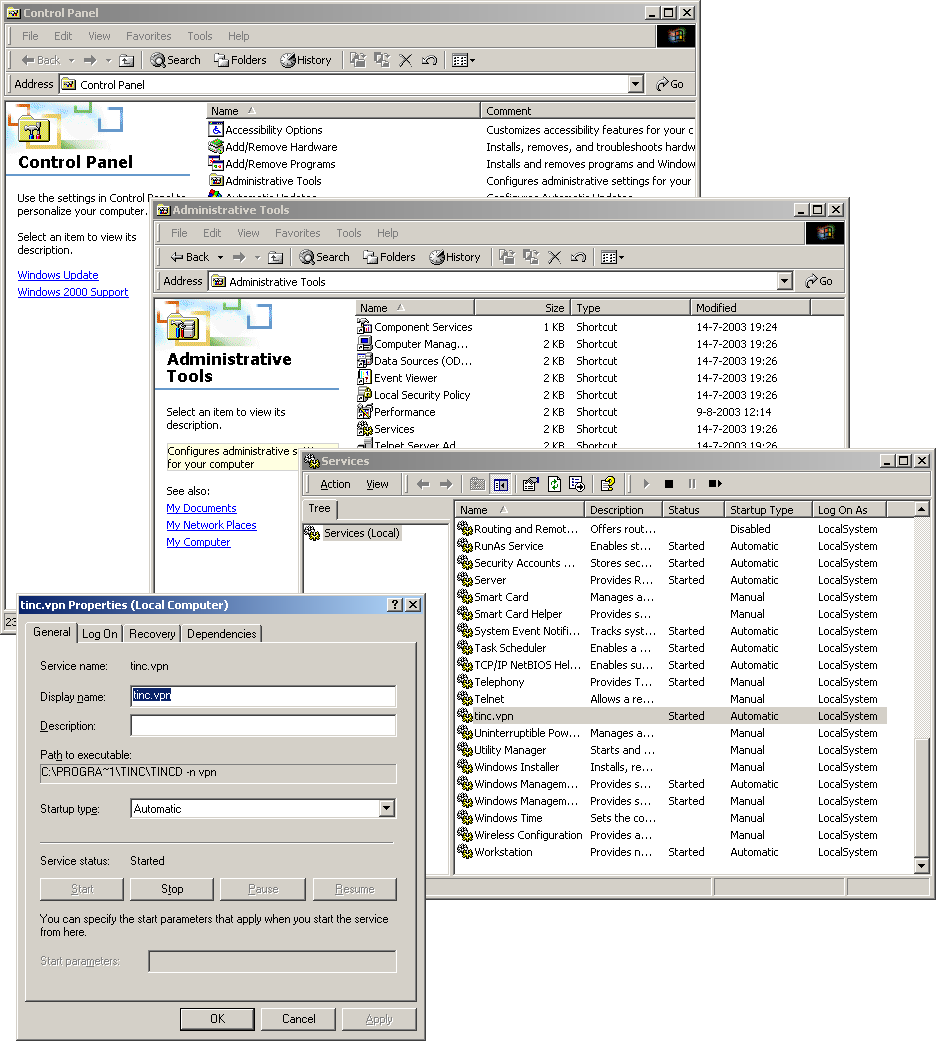 Control Panel
File Edit View Favorites Tools Help
Back Search Folders History
Address Control Panel Go
Control Panel
Use the settings in Control Panel to
personalize your computer.
Select an item to view its
description.
Windows Update
Windows 2000 Support
Name Comment
Accessibility Options Customizes accessibility features for your c
Add/Remove Hardware Installs, removes, and troubleshoots hardw
Add/Remove Programs Installs and removes programs and Window
Administrative Tools Configures administrative settings for your
Automatic Updates Configures Automatic Updates
Administrative Tools
File Edit View Favorites Tools Help
Back Search Folders History
Address Administrative Tools Go
Administrative
Tools
Select an item to view its
description.
Configures administrative s
for your computer
See also:
My Documents
My Network Places
My Computer
Name Size Type Modified
Component Services 1 KB Shortcut 14-7-2003 19:24
Computer Manag... 2 KB Shortcut 14-7-2003 19:26
Data Sources (OD... 2 KB Shortcut 14-7-2003 19:26
Event Viewer 2 KB Shortcut 14-7-2003 19:26
Local Security Policy 2 KB Shortcut 14-7-2003 19:26
Performance 2 KB Shortcut 9-8-2003 12:14
Services 2 KB Shortcut 14-7-2003 19:26
Telnet Server Ad 2 KB Shortcut 14-7-2003 19:26
Services
Action View
Tree
Services (Local)
Name Description Status Startup Type Log On As
Routing and Remot... Offers rout... Disabled LocalSystem
RunAs Service Enables st... Started Automatic LocalSystem
Security Accounts ... Stores sec... Started Automatic LocalSystem
Server Provides R... Started Automatic LocalSystem
Smart Card Manages a... Manual LocalSystem
Smart Card Helper Provides s... Manual LocalSystem
System Event Notifi... Tracks syst... Started Automatic LocalSystem
Task Scheduler Enables a ... Started Automatic LocalSystem
TCP/IP NetBIOS Hel... Enables su... Started Automatic LocalSystem
Telephony Provides T... Started Manual LocalSystem
Telnet Allows a re... Manual LocalSystem
tinc.vpn Started Automatic LocalSystem
Uninterruptible Pow... Manages a... Manual LocalSystem
Utility Manager Starts and ... Manual LocalSystem
Windows Installer Installs, re... Manual LocalSystem
Windows Managem... Provides s... Started Automatic LocalSystem
Windows Managem... Provides s... Started Manual LocalSystem
Windows Time Sets the co... Manual LocalSystem
Wireless Configuration Provides a... Manual LocalSystem
Workstation Provides n... Started Automatic LocalSystem
23
tinc.vpn Properties (Local Computer)
General Log On Recovery Dependencies
Service name: tinc.vpn
Display name: tinc.vpn
Description:
Path to executable:
C:\PROGRA~1\TINC\TINCD -n vpn
Startup type: Automatic
Service status: Started
Start Stop Pause Resume
You can specify the start parameters that apply when you start the service
from here.
Start parameters:
OK Cancel Apply